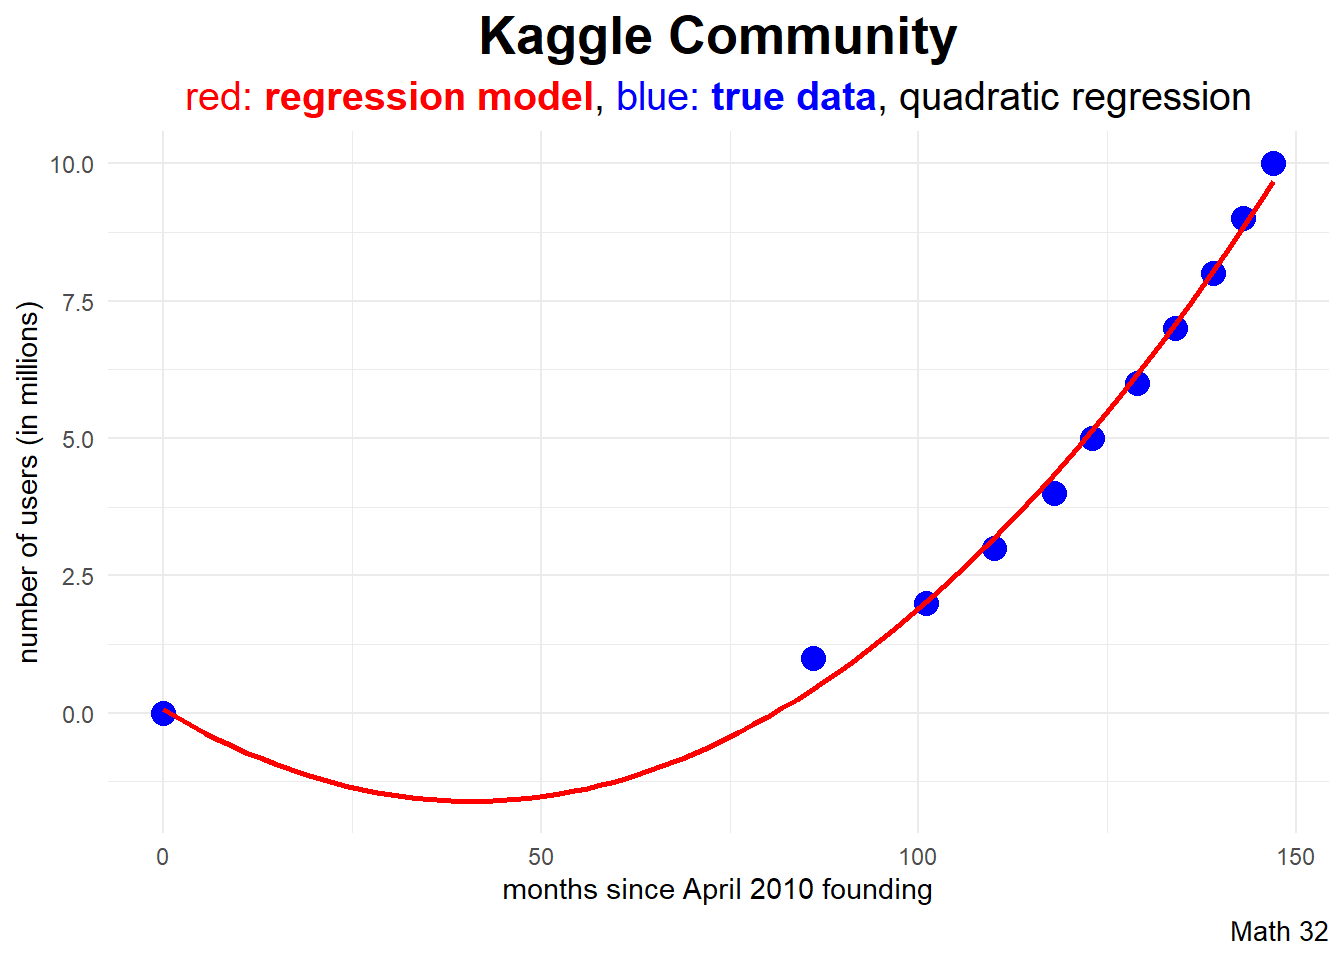 Kaggle Community
red: regression model, blue: true data, quadratic regression
number of users (in millions)
10.0
7.5
5.0
2.5
0.0
0 50 100 150
months since April 2010 founding
Math 32